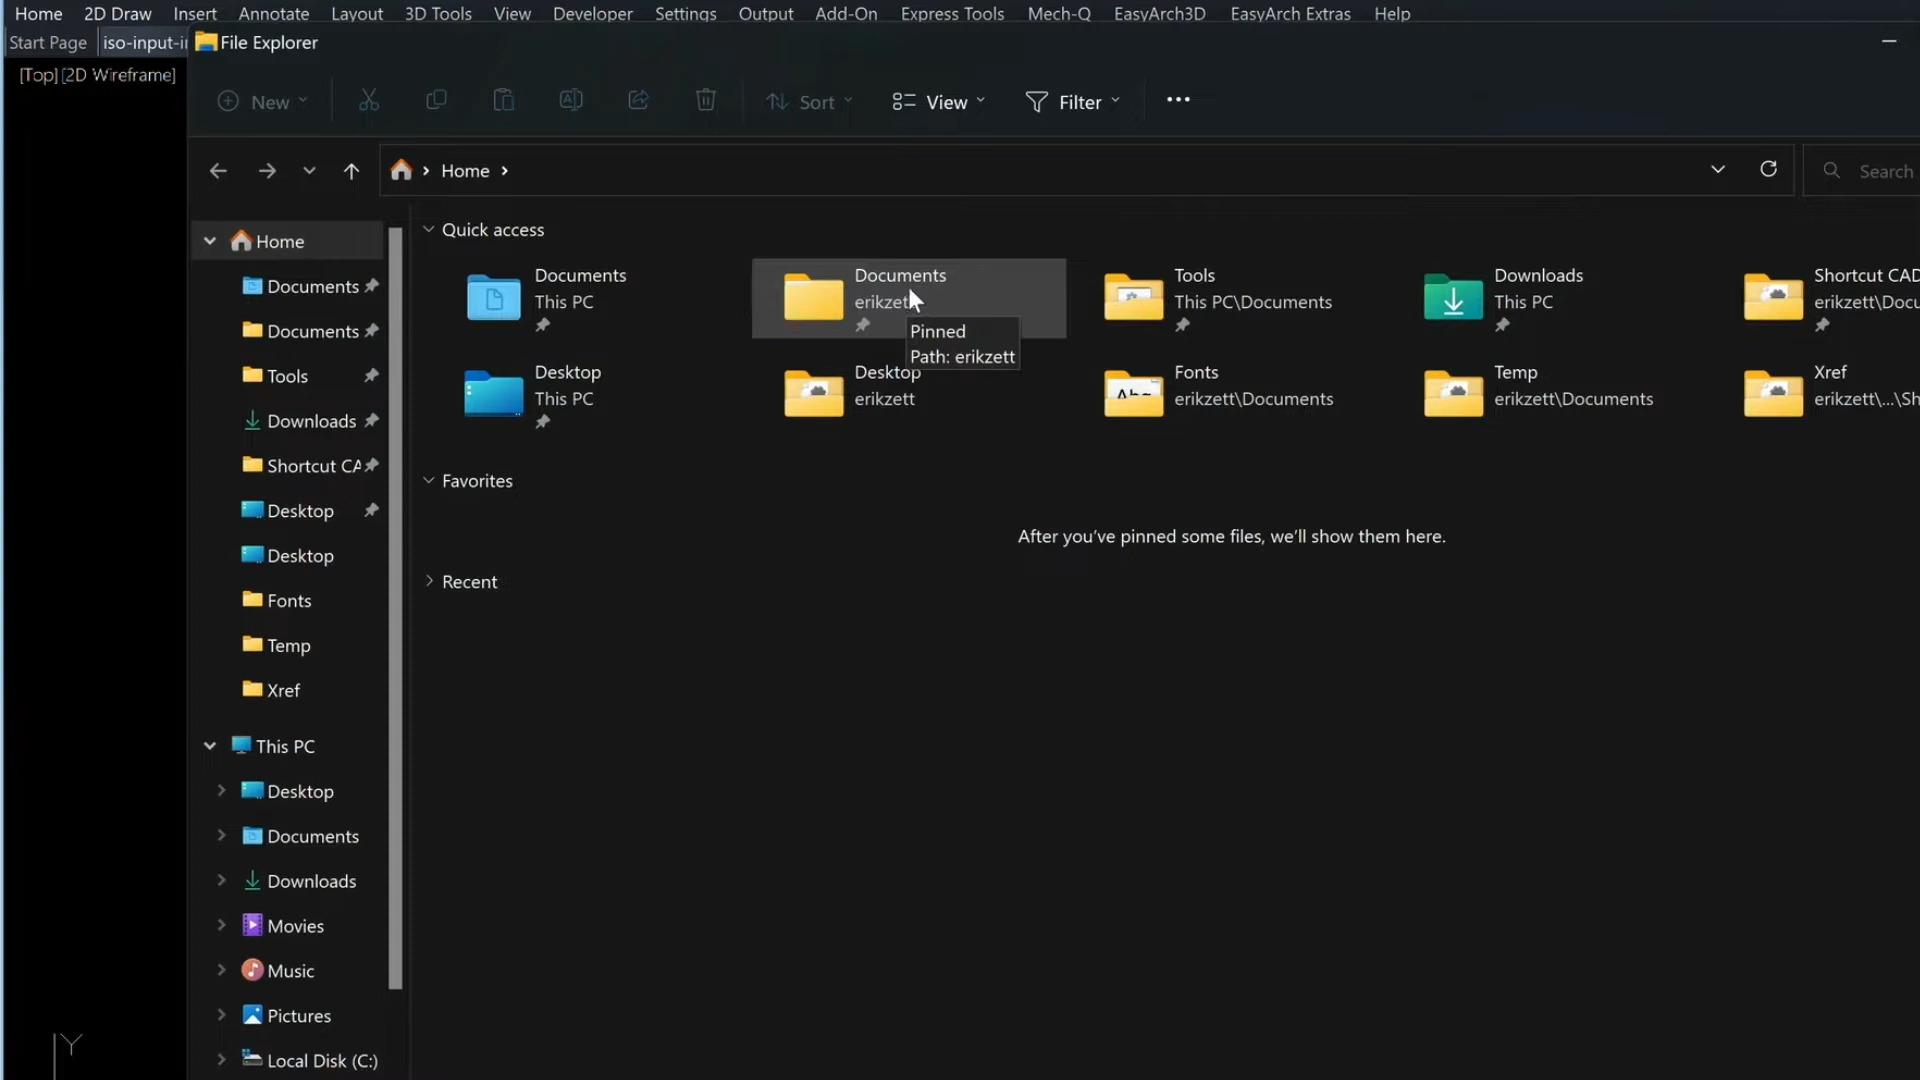 Home 2D Draw Insert Annotate Layout 3D Tools View Developer Settings Output Add-On Express Tools Mech-Q EasyArch3D EasyArch Extras Help
Start Page iso-input-i File Explorer
[Top] [2D Wireframe]
New Sort View Filter
Home Search
Home
Documents
Documents
Tools
Downloads
Shortcut CA
Desktop
Desktop
Fonts
Temp
Xref
This PC
Desktop
Documents
Downloads
Movies
Music
Pictures
Local Disk (C:)
Quick access
Documents
This PC
Documents
erikzett
Pinned
Path: erikzett
Tools
This PC\Documents
Downloads
This PC
Shortcut CAD
erikzett\Docu
Desktop
This PC
Desktop
erikzett
Fonts
erikzett\Documents
Temp
erikzett\Documents
Xref
erikzett\...\Sh
Favorites
After you've pinned some files, we'll show them here.
Recent
Y